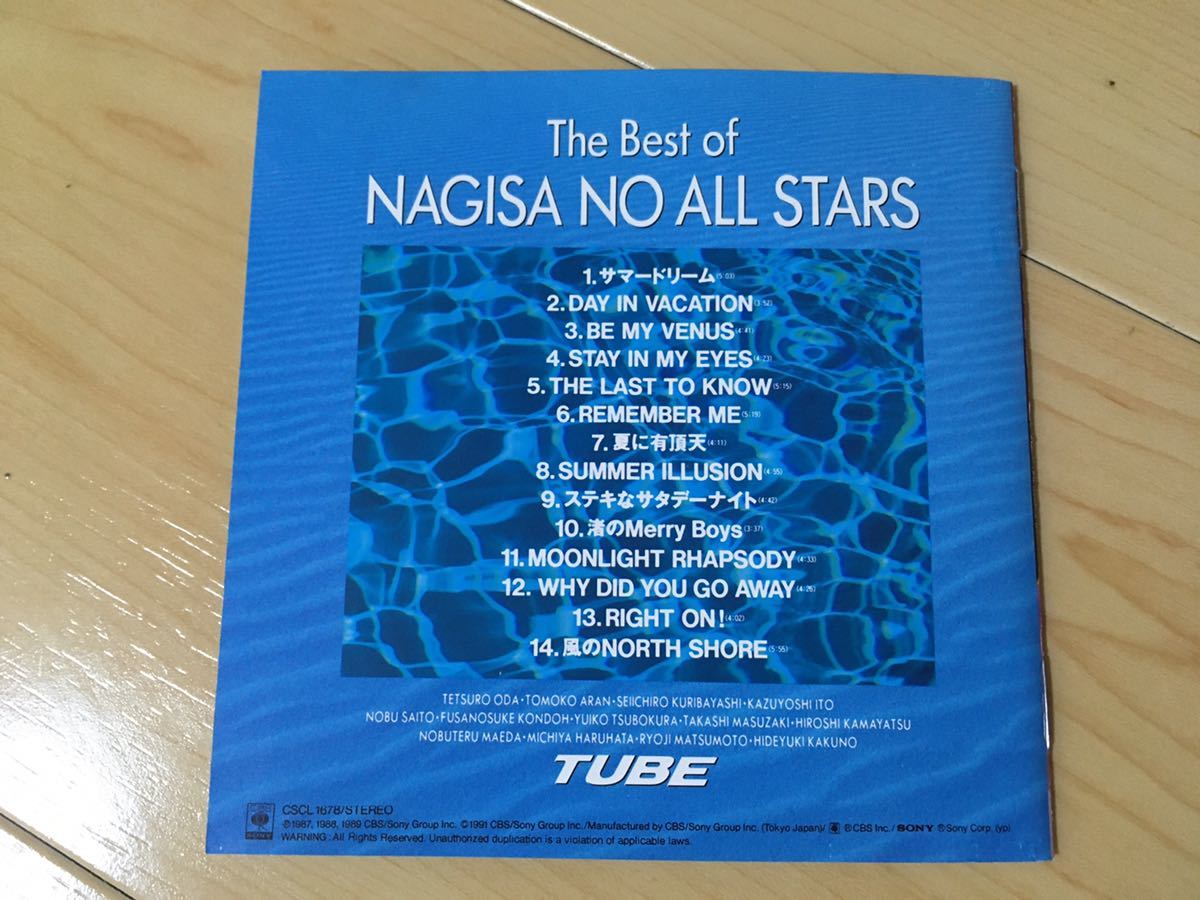 The Best of
NAGISA NO ALL STARS
1.サマードリーム(5:03)
2.DAY IN VACATION(3:52)
3.BE MY VENUS(4:41)
4.STAY IN MY EYES(4:23)
5.THE LAST TO KNOW(5:15)
6.REMEMBER ME(5:19)
7.夏に有頂天(4:11)
8.SUMMER ILLUSION(4:55)
9.ステキなサタデーナイト(4:42)
10.渚のMerry Boys(3:37)
11.MOONLIGHT RHAPSODY(4:33)
12.WHY DID YOU GO AWAY(4:26)
13.RIGHT ON!(4:02)
14.風のNORTH SHORE(5:55)
TETSURO ODA・TOMOKO ARAN・SEIICHIRO KURIBAYASHI・KAZUYOSHI ITO
NOBU SAITO・FUSANOSUKE KONDOH・YUIKO TSUBOKURA・TAKASHI MASUZAKI・HIROSHI KAMAYATSU
NOBUTERU MAEDA・MICHIYA HARUHATA・RYOJI MATSUMOTO・HIDEYUKI KAKUNO
TUBE
SONY
CSCL 1678/STEREO
℗1987, 1988, 1989 CBS/Sony Group Inc. ©1991 CBS/Sony Group Inc./Manufactured by CBS/Sony Group Inc. (Tokyo Japan)/ ®CBS Inc./SONY ®Sony Corp. (yp)
WARNING: All Rights Reserved. Unauthorized duplication is a violation of applicable laws.